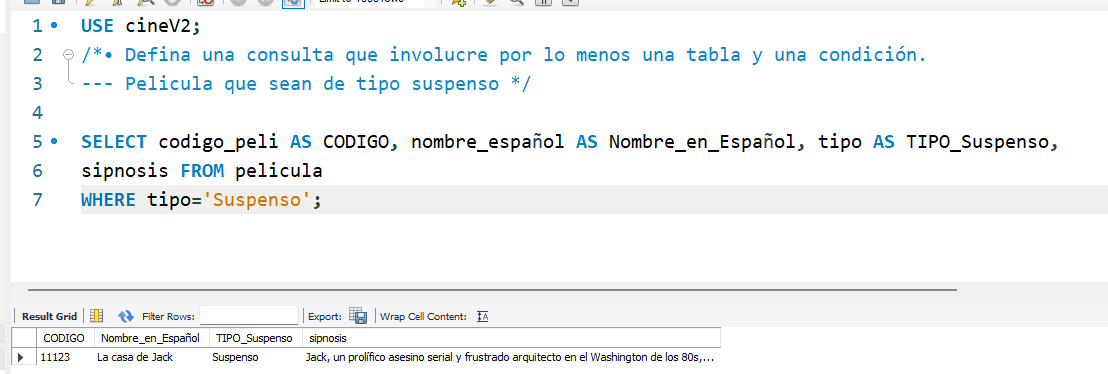 1 USE cineV2;
2 /*• Defina una consulta que involucre por lo menos una tabla y una condición.
3 --- Pelicula que sean de tipo suspenso */
4
5 SELECT codigo_peli AS CODIGO, nombre_español AS Nombre_en_Español, tipo AS TIPO_Suspenso,
6 sipnosis FROM pelicula
7 WHERE tipo='Suspenso';
Result Grid Filter Rows: Export: Wrap Cell Content:
CODIGO Nombre_en_Español TIPO_Suspenso sipnosis
11123 La casa de Jack Suspenso Jack, un prolífico asesino serial y frustrado arquitecto en el Washington de los 80s,...